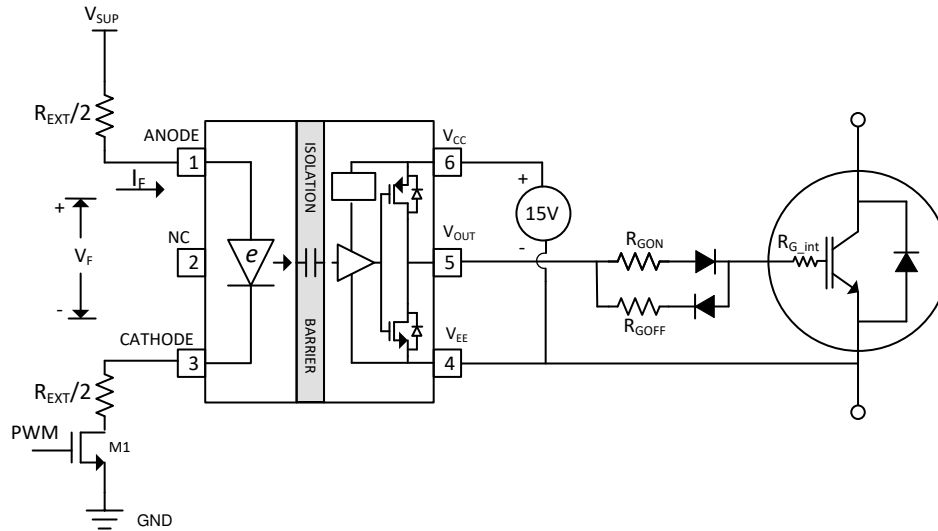 VSUP
REXT/2
ANODE
1
IF
+
VF
-
NC
2
CATHODE
3
REXT/2
PWM
M1
GND
e
ISOLATION
BARRIER
VCC
6
VOUT
5
VEE
4
+
15V
-
RGON
RGOFF
RG_int